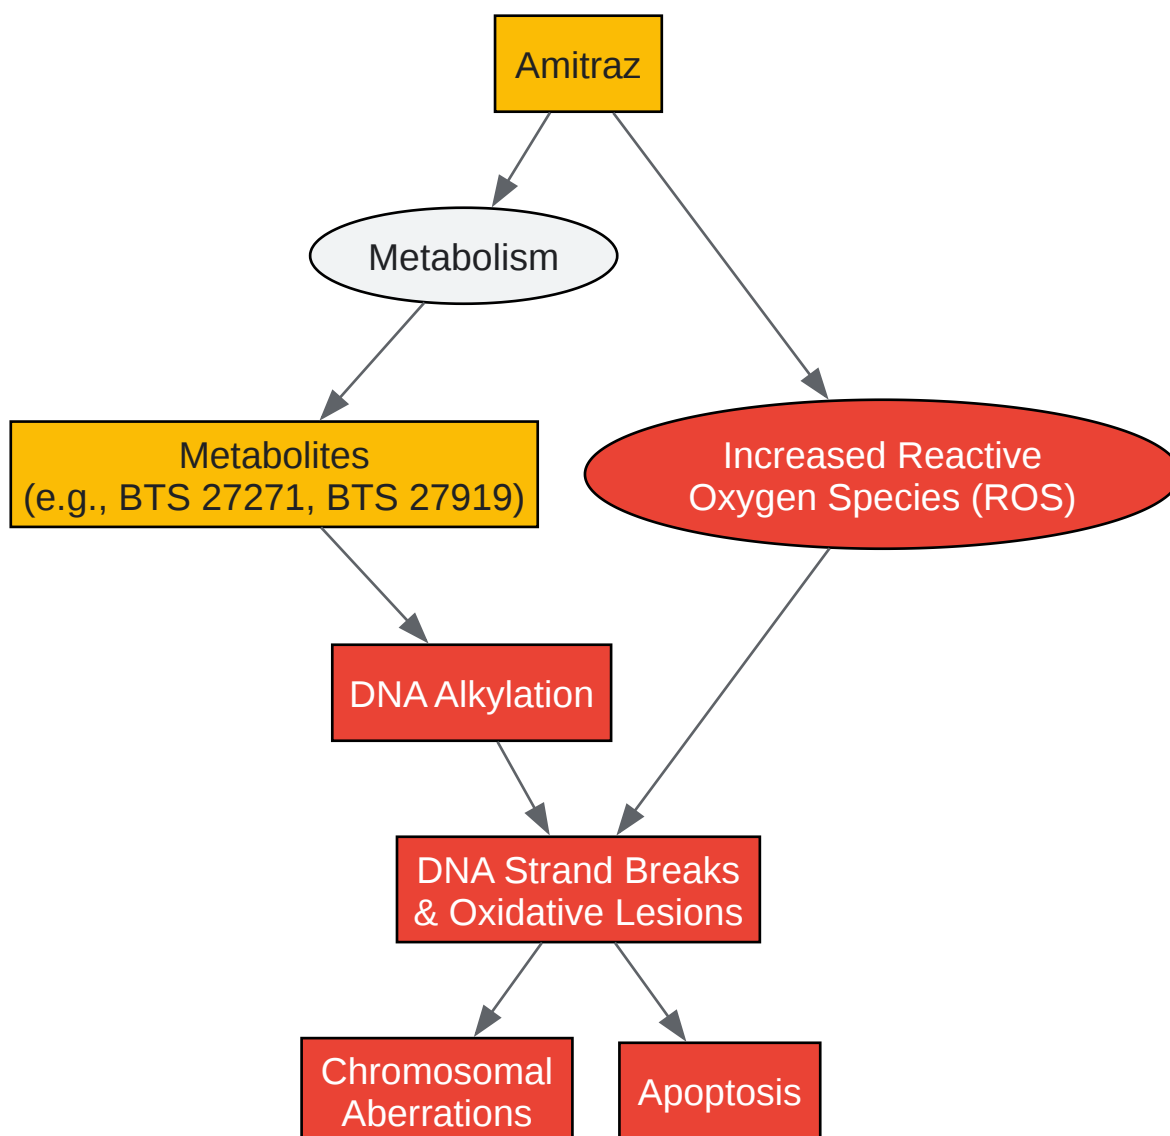 Amitraz
Metabolism
Metabolites
(e.g., BTS 27271, BTS 27919)
Increased Reactive
Oxygen Species (ROS)
DNA Alkylation
DNA Strand Breaks
& Oxidative Lesions
Chromosomal
Aberrations
Apoptosis